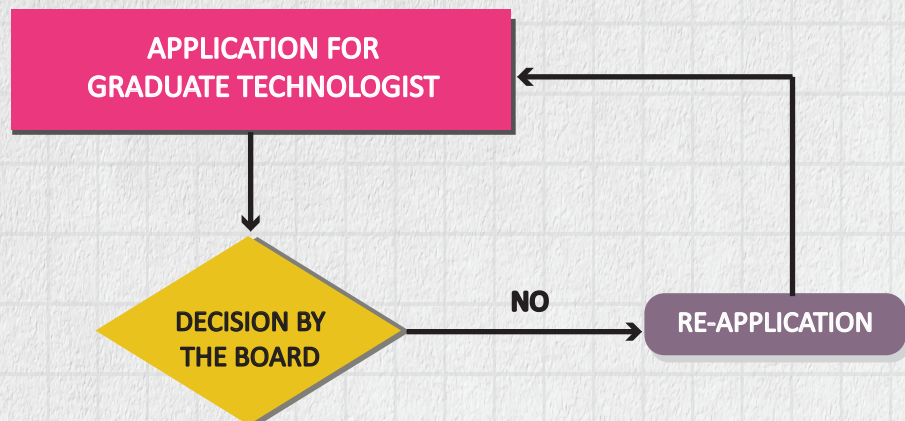 APPLICATION FOR
GRADUATE TECHNOLOGIST
DECISION BY
THE BOARD
NO
RE-APPLICATION